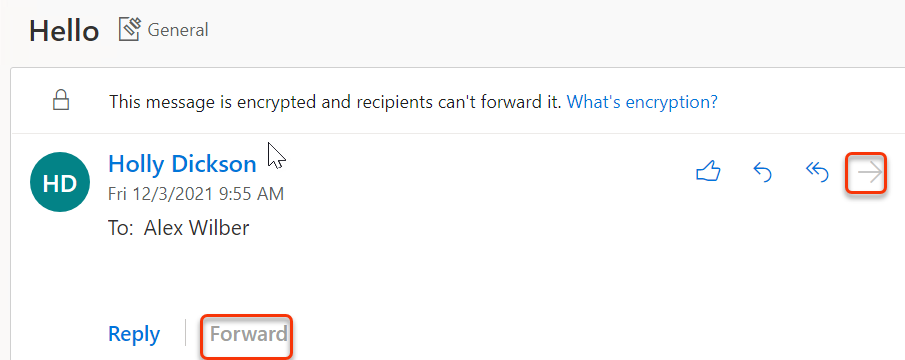 Hello General
This message is encrypted and recipients can't forward it. What's encryption?
HD
Holly Dickson
Fri 12/3/2021 9:55 AM
To: Alex Wilber
Reply Forward